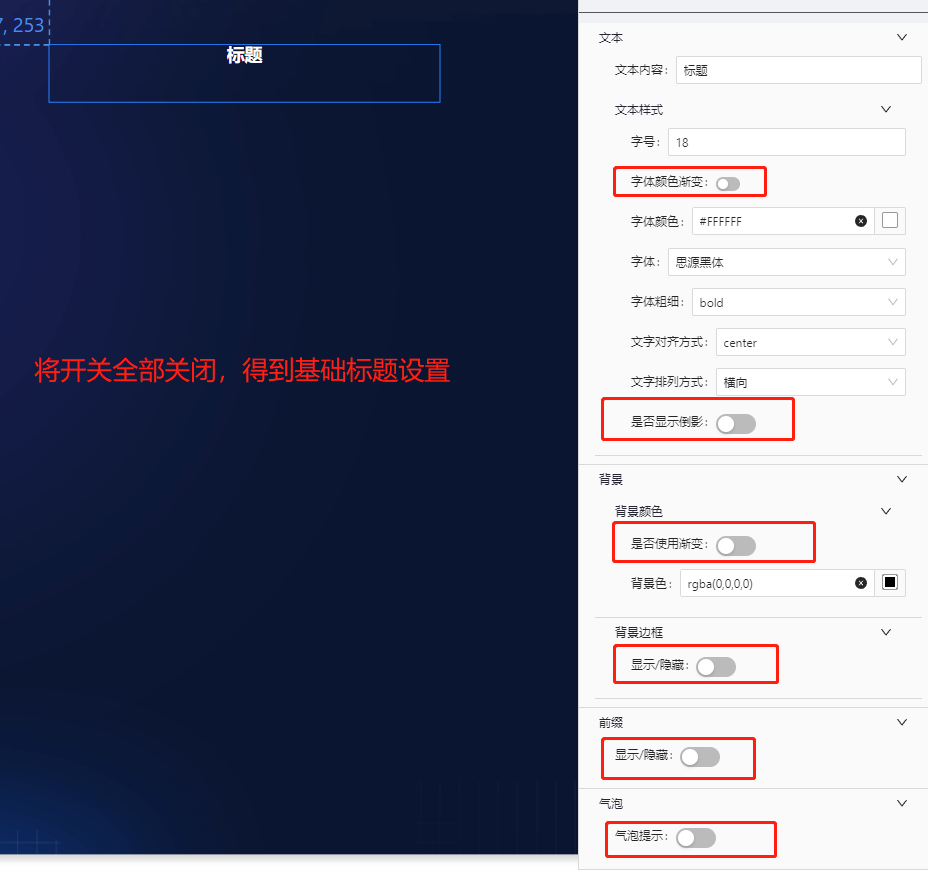 , 253
标题
将开关全部关闭，得到基础标题设置
文本
文本内容： 标题
文本样式
字号： 18
字体颜色渐变：
字体颜色： #FFFFFF
字体： 思源黑体
字体粗细： bold
文字对齐方式： center
文字排列方式： 横向
是否显示倒影：
背景
背景颜色
是否使用渐变：
背景色： rgba(0,0,0,0)
背景边框
显示/隐藏：
前缀
显示/隐藏：
气泡
气泡提示：